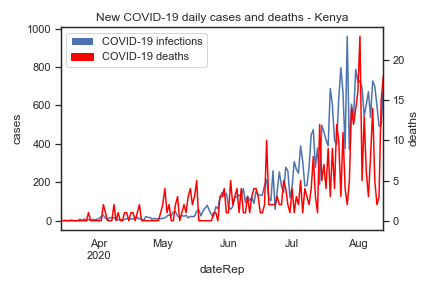 New COVID-19 daily cases and deaths - Kenya
COVID-19 infections
COVID-19 deaths
1000
800
600
400
200
0
cases
20
15
10
5
0
deaths
Apr
2020
May
Jun
Jul
Aug
dateRep